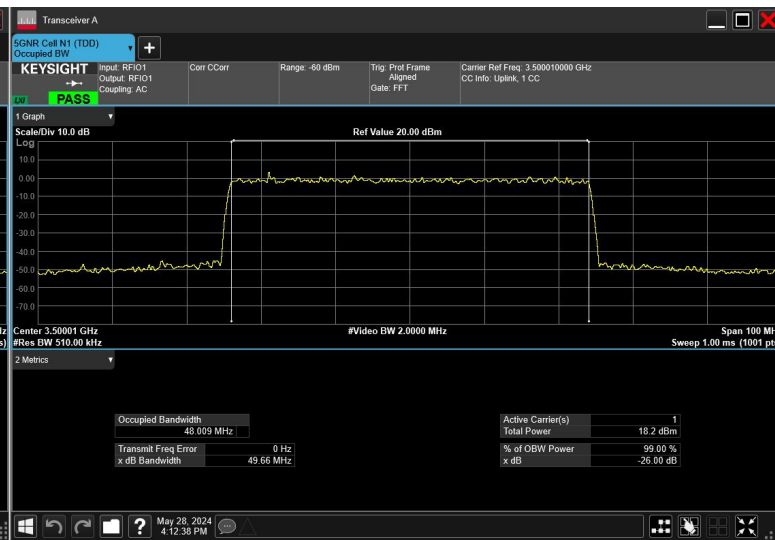 Transceiver A
5GNR Cell N1 (TDD)
Occupied BW
KEYSIGHT
LXI
PASS
Input: RFIO1
Output: RFIO1
Coupling: AC
Corr CCorr
Range: -60 dBm
Trig: Prot Frame
Aligned
Gate: FFT
Carrier Ref Freq: 3.500010000 GHz
CC Info: Uplink, 1 CC
1 Graph
Scale/Div 10.0 dB
Ref Value 20.00 dBm
Log
10.0
0.00
-10.0
-20.0
-30.0
-40.0
-50.0
-60.0
-70.0
Center 3.50001 GHz
#Video BW 2.0000 MHz
Span 100 MH
#Res BW 510.00 kHz
Sweep 1.00 ms (1001 pts
2 Metrics
Occupied Bandwidth
48.009 MHz
Transmit Freq Error 0 Hz
x dB Bandwidth 49.66 MHz
Active Carrier(s) 1
Total Power 18.2 dBm
% of OBW Power 99.00 %
x dB -26.00 dB
May 28, 2024
4:12:38 PM